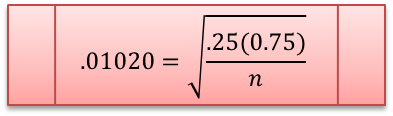 .01020 = √(.25(0.75)/n)